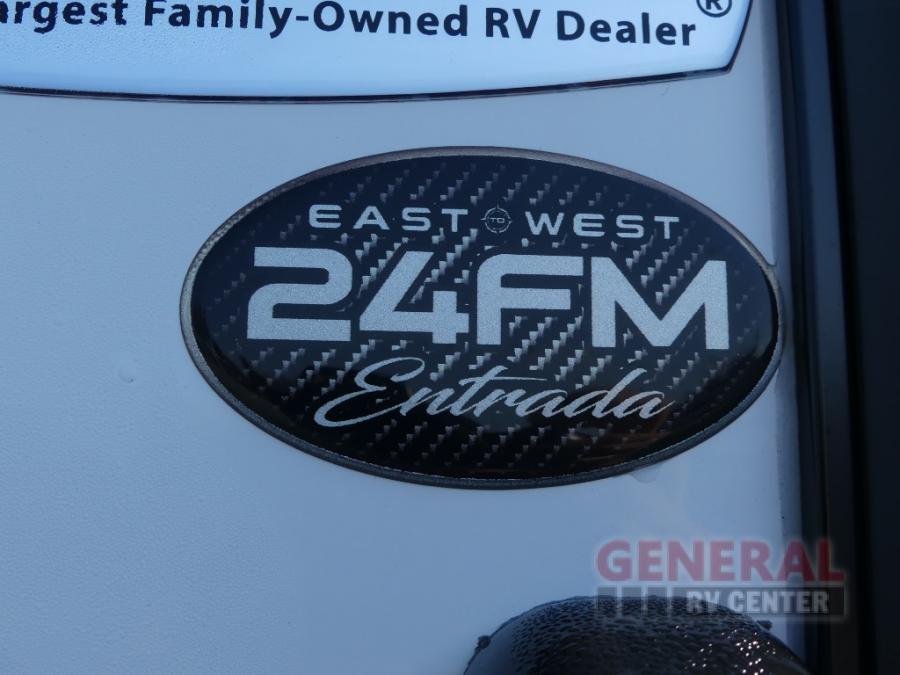 argest Family-Owned RV Dealer®
EAST TO WEST
24FM
Entrada
GENERAL
RV CENTER